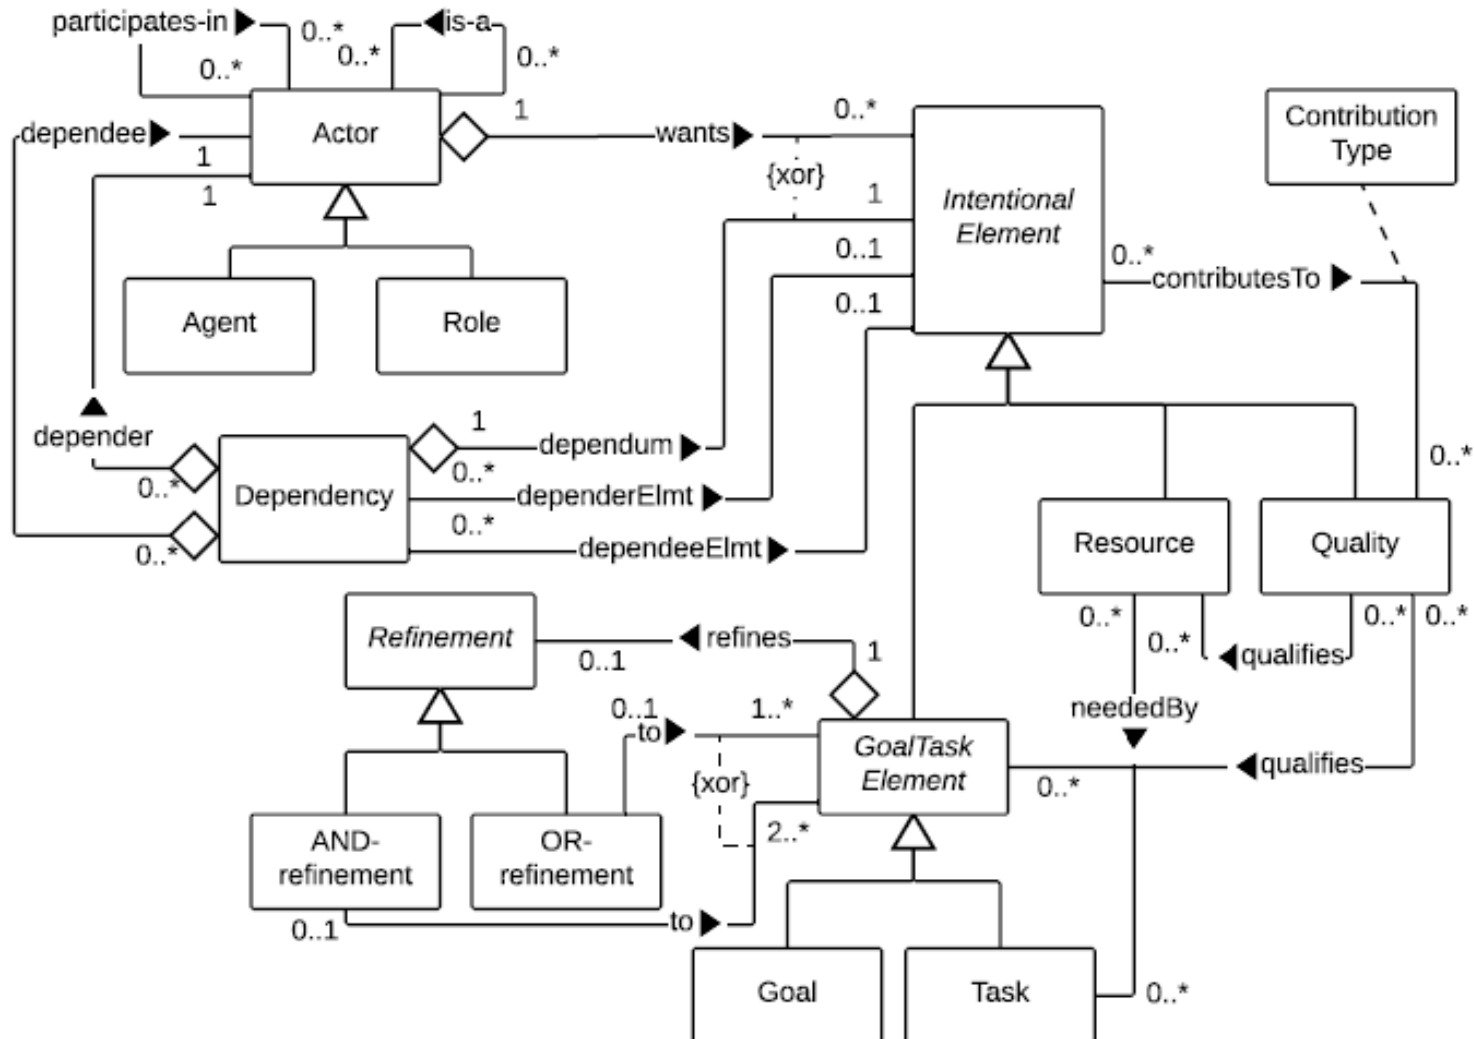 participates-in
0..*
is-a
0..*
0..*
0..*
dependee
Actor
1
wants
0..*
Contribution
Type
1
1
{xor}
1
Intentional
Element
0..1
0..*
contributesTo
0..1
Agent
Role
depender
1
dependum
0..*
0..*
0..*
Dependency
dependerElmt
0..*
dependeeElmt
0..*
Resource
Quality
Refinement
refines
0..1
1
0..*
0..*
0..*
0..*
qualifies
neededBy
0..1
to
1..*
GoalTask
Element
{xor}
0..*
qualifies
2..*
AND-
refinement
OR-
refinement
0..1
to
Goal
Task
0..*